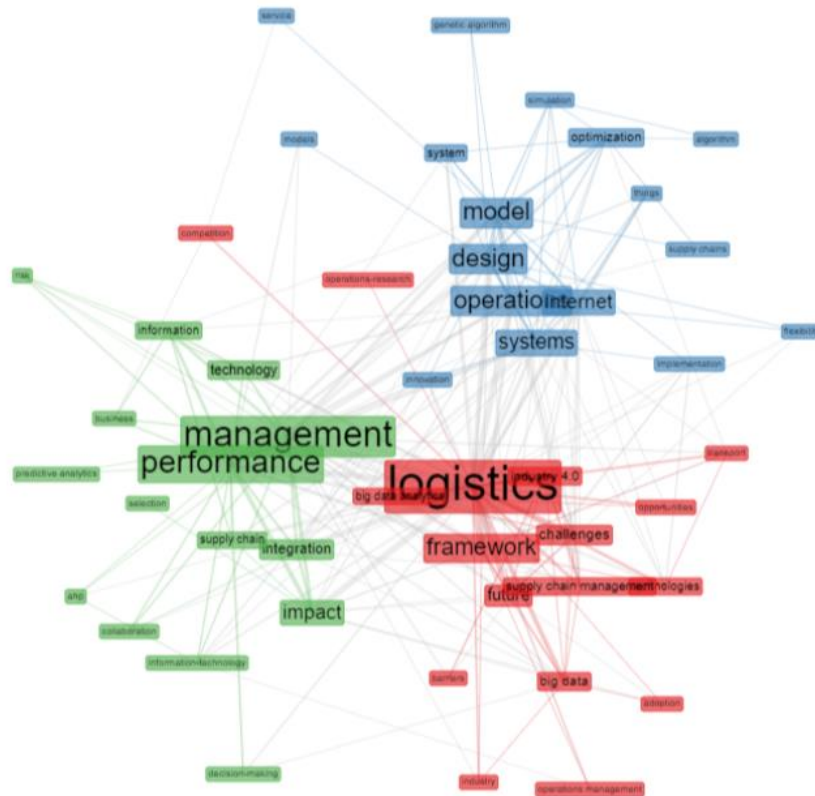 service
genetic algorithm
simulation
models
system
optimization
algorithm
things
model
competition
supply chains
design
operations-research
risk
operation
internet
information
flexibility
systems
technology
implementation
innovation
business
management
transport
performance
predictive analytics
logistics
industry 4.0
big data analytics
selection
opportunities
supply chain
integration
framework
challenges
ahp
future
supply chain management
nologies
impact
collaboration
information-technology
barriers
big data
adoption
decision-making
industry
operations management